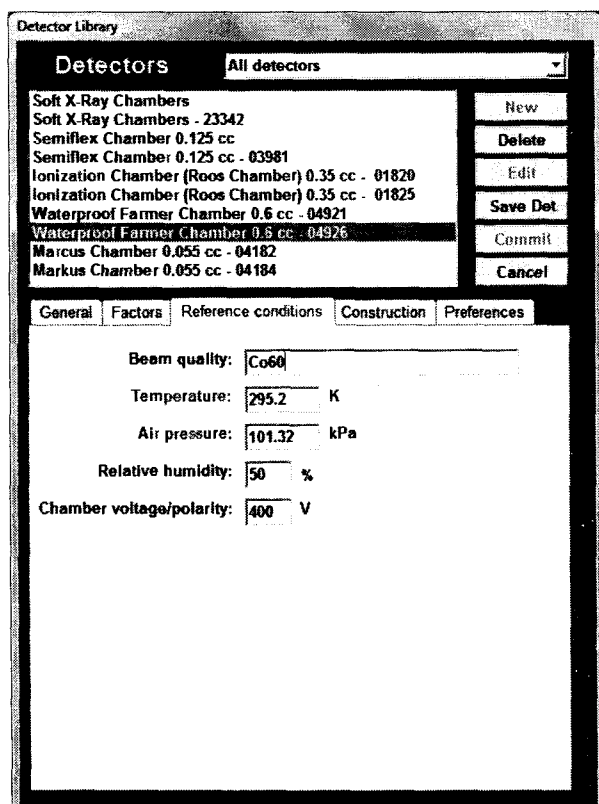 Detector Library
Detectors All detectors
Soft X-Ray Chambers
Soft X-Ray Chambers - 23342
Semiflex Chamber 0.125 cc
Semiflex Chamber 0.125 cc - 03981
Ionization Chamber (Roos Chamber) 0.35 cc - 01820
Ionization Chamber (Roos Chamber) 0.35 cc - 01825
Waterproof Farmer Chamber 0.6 cc - 04921
Waterproof Farmer Chamber 0.6 cc - 04926
Marcus Chamber 0.055 cc - 04182
Markus Chamber 0.055 cc - 04184
New
Delete
Edit
Save Det
Commit
Cancel
General Factors Reference conditions Construction Preferences
Beam quality: Co60
Temperature: 295.2 K
Air pressure: 101.32 kPa
Relative humidity: 50 %
Chamber voltage/polarity: 400 V